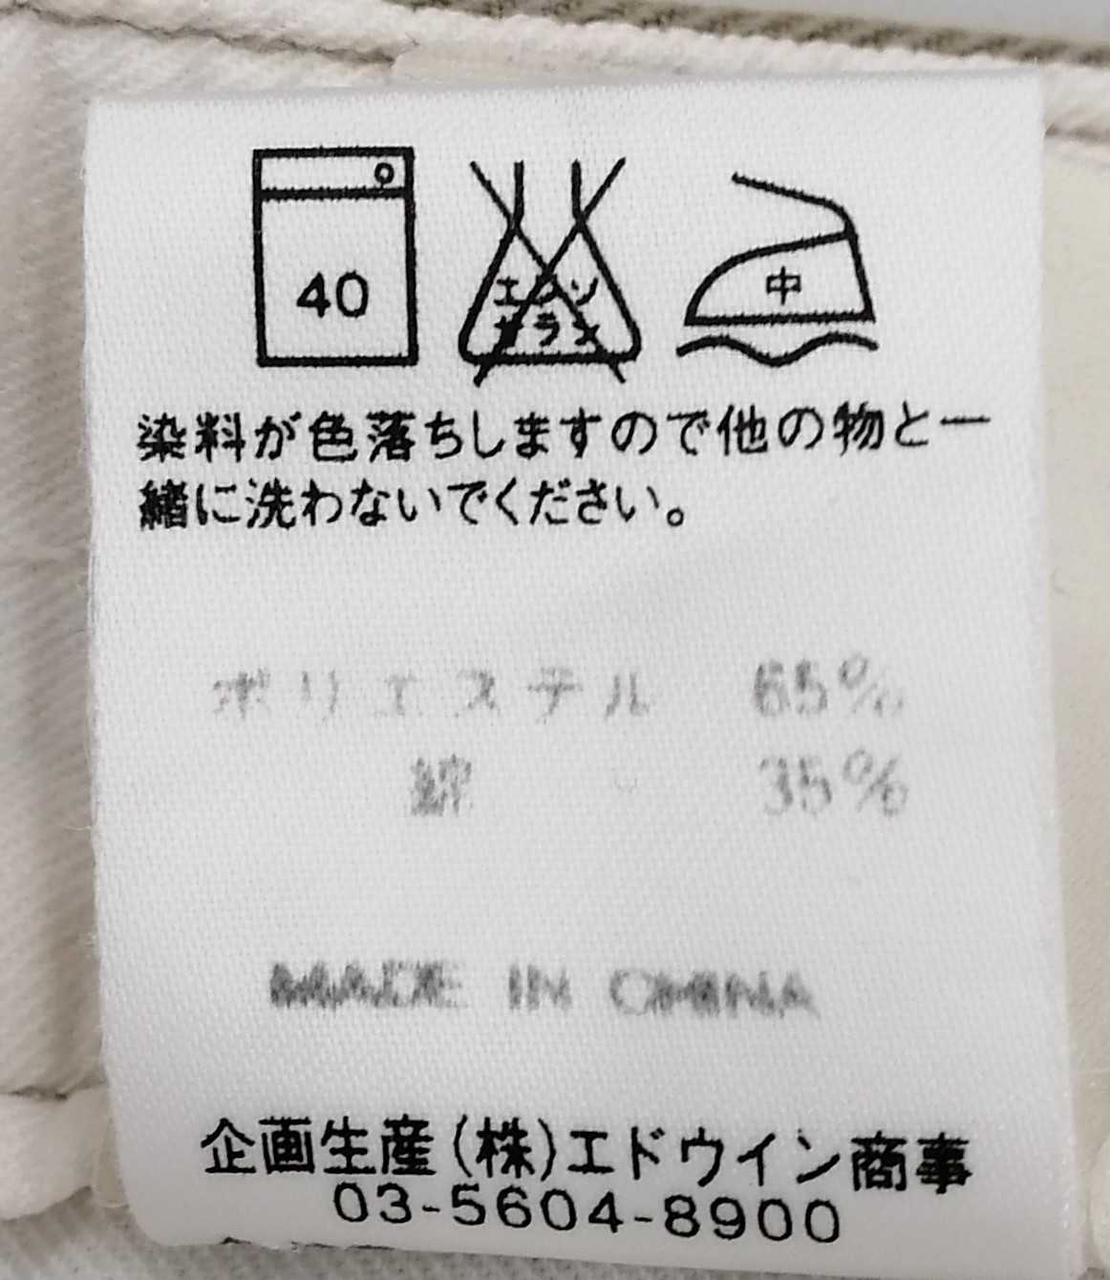 40
エンソ
サラシ
中
染料が色落ちしますので他の物と一
緒に洗わないでください。
ポリエステル 65%
綿 35%
MADE IN CHINA
企画生産(株)エドウイン商事
03-5604-8900